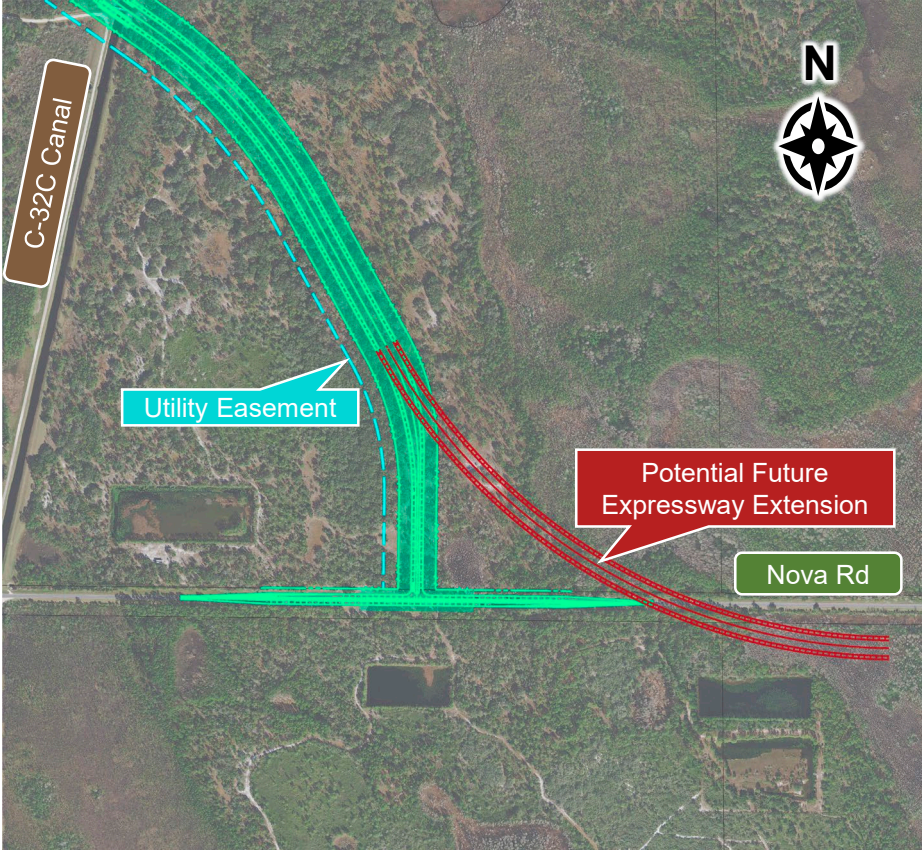 N
C-32C Canal
Utility Easement
Potential Future
Expressway Extension
Nova Rd